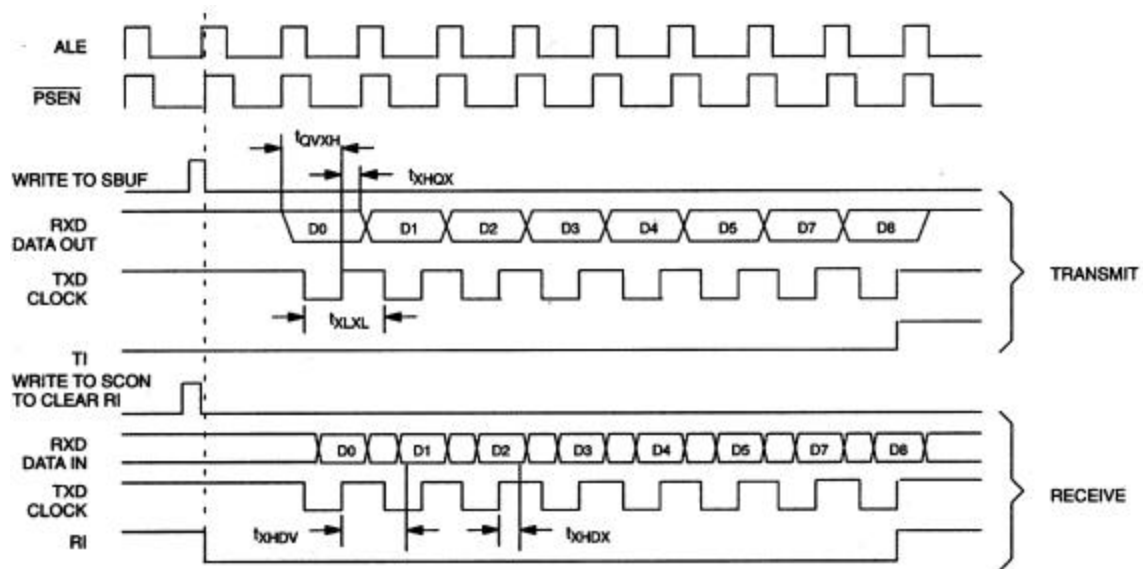 ALE
PSEN
tQVXH
tXHQX
WRITE TO SBUF
RXD
DATA OUT
D0 D1 D2 D3 D4 D5 D7 D8
TXD
CLOCK
TRANSMIT
tXLXL
TI
WRITE TO SCON
TO CLEAR RI
RXD
DATA IN
D0 D1 D2 D3 D4 D5 D7 D8
TXD
CLOCK
RECEIVE
tXHDV
tXHDX
RI